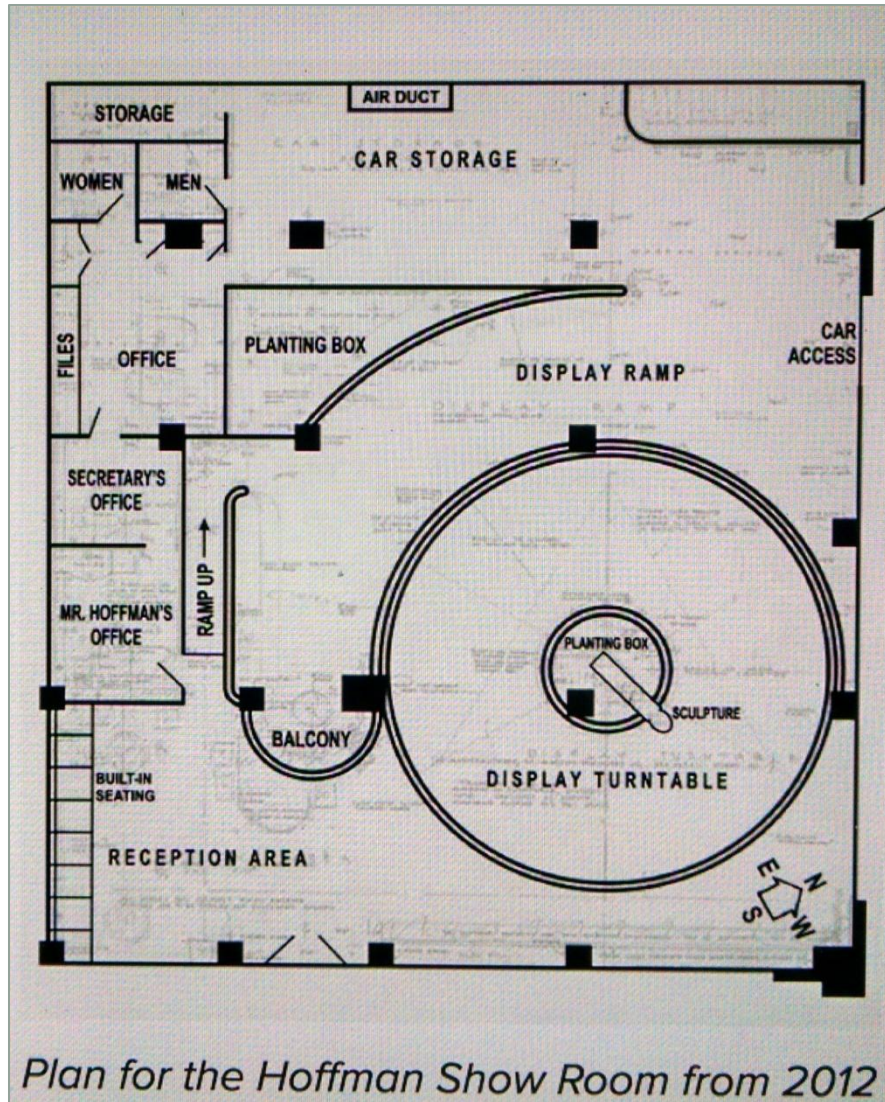 AIR DUCT
STORAGE
CAR STORAGE
WOMEN
MEN
FILES
OFFICE
PLANTING BOX
CAR
ACCESS
DISPLAY RAMP
SECRETARY'S
OFFICE
RAMP UP
MR. HOFFMAN'S
OFFICE
PLANTING BOX
SCULPTURE
BALCONY
BUILT-IN
SEATING
DISPLAY TURNTABLE
RECEPTION AREA
E
N
S
W
Plan for the Hoffman Show Room from 2012